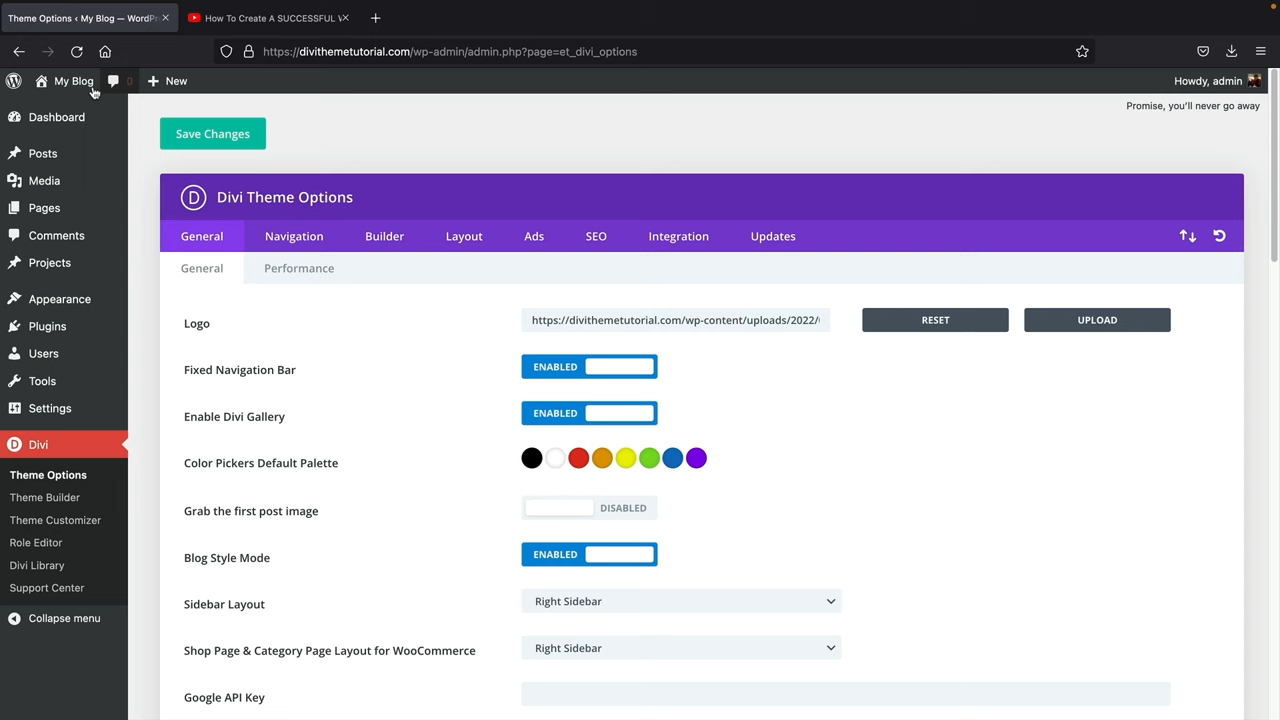 Theme Options ‹ My Blog — WordPr
How To Create A SUCCESSFUL
https://divithemetutorial.com/wp-admin/admin.php?page=et_divi_options
My Blog 0 New Howdy, admin
Promise, you'll never go away
Dashboard
Posts
Media
Pages
Comments
Projects
Appearance
Plugins
Users
Tools
Settings
Divi
Theme Options
Theme Builder
Theme Customizer
Role Editor
Divi Library
Support Center
Collapse menu
Save Changes
D Divi Theme Options
General Navigation Builder Layout Ads SEO Integration Updates
General Performance
Logo https://divithemetutorial.com/wp-content/uploads/2022/ RESET UPLOAD
Fixed Navigation Bar ENABLED
Enable Divi Gallery ENABLED
Color Pickers Default Palette
Grab the first post image DISABLED
Blog Style Mode ENABLED
Sidebar Layout Right Sidebar
Shop Page & Category Page Layout for WooCommerce Right Sidebar
Google API Key